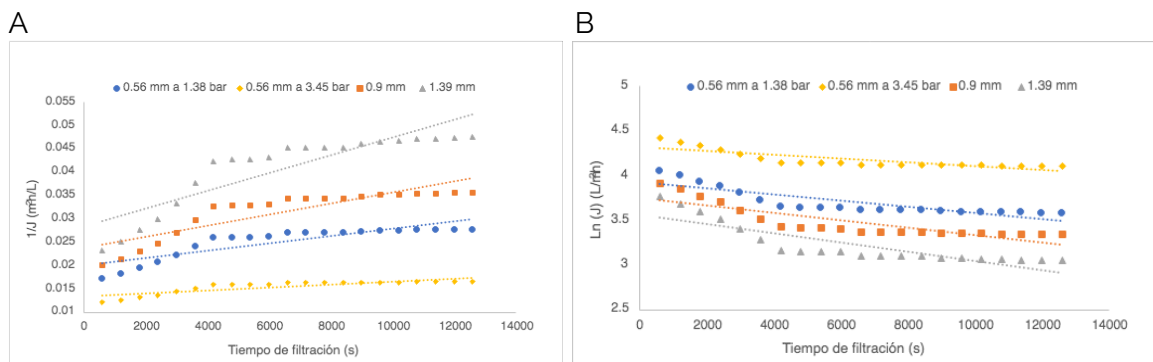 A
0.56 mm a 1.38 bar 0.56 mm a 3.45 bar 0.9 mm 1.39 mm
1/J (m²h/L)
0.055
0.05
0.045
0.04
0.035
0.03
0.025
0.02
0.015
0.01
0 2000 4000 6000 8000 10000 12000 14000
Tiempo de filtración (s)
B
0.56 mm a 1.38 bar 0.56 mm a 3.45 bar 0.9 mm 1.39 mm
Ln (J) (L/m²h)
5
4.5
4
3.5
3
2.5
0 2000 4000 6000 8000 10000 12000 14000
Tiempo de filtración (s)